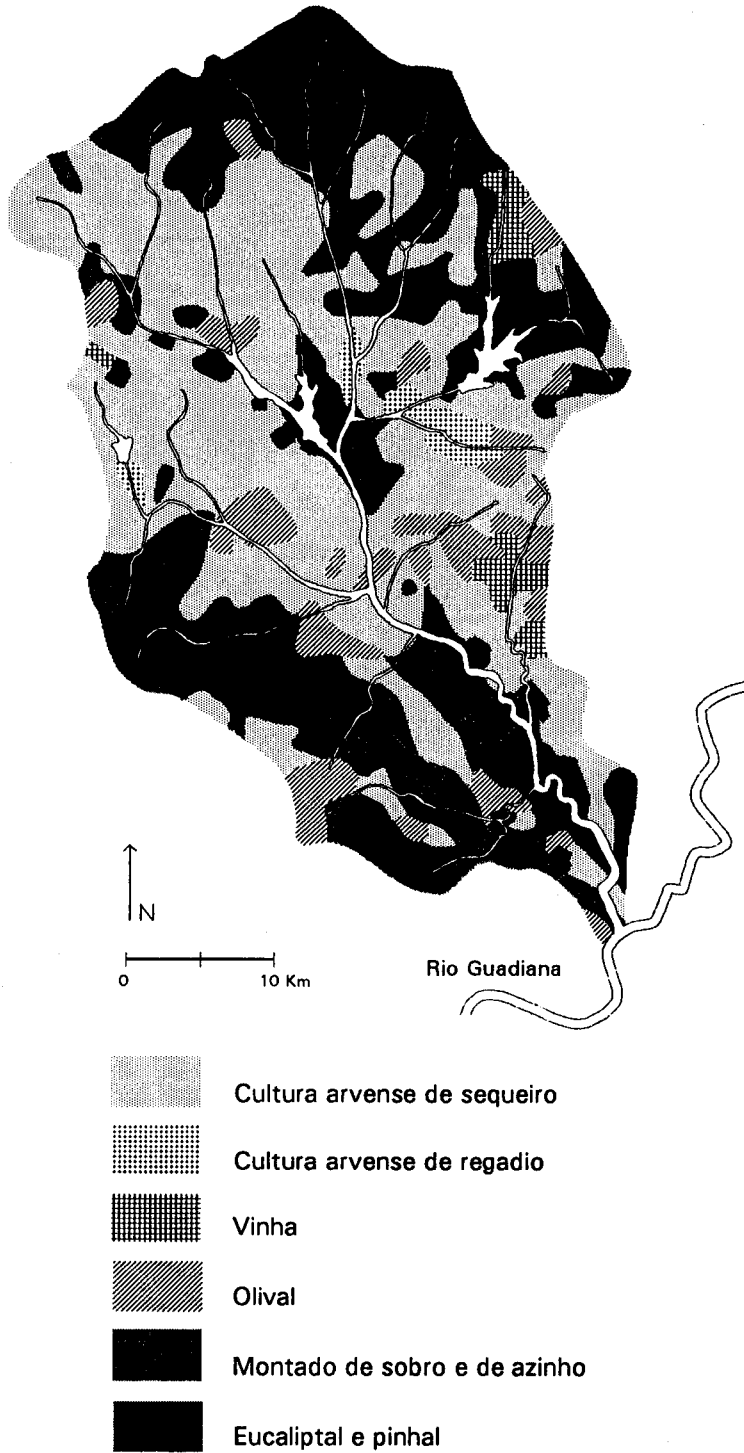 N
0 10 Km
Rio Guadiana
Cultura arvense de sequeiro
Cultura arvense de regadio
Vinha
Olival
Montado de sobro e de azinho
Eucaliptal e pinhal